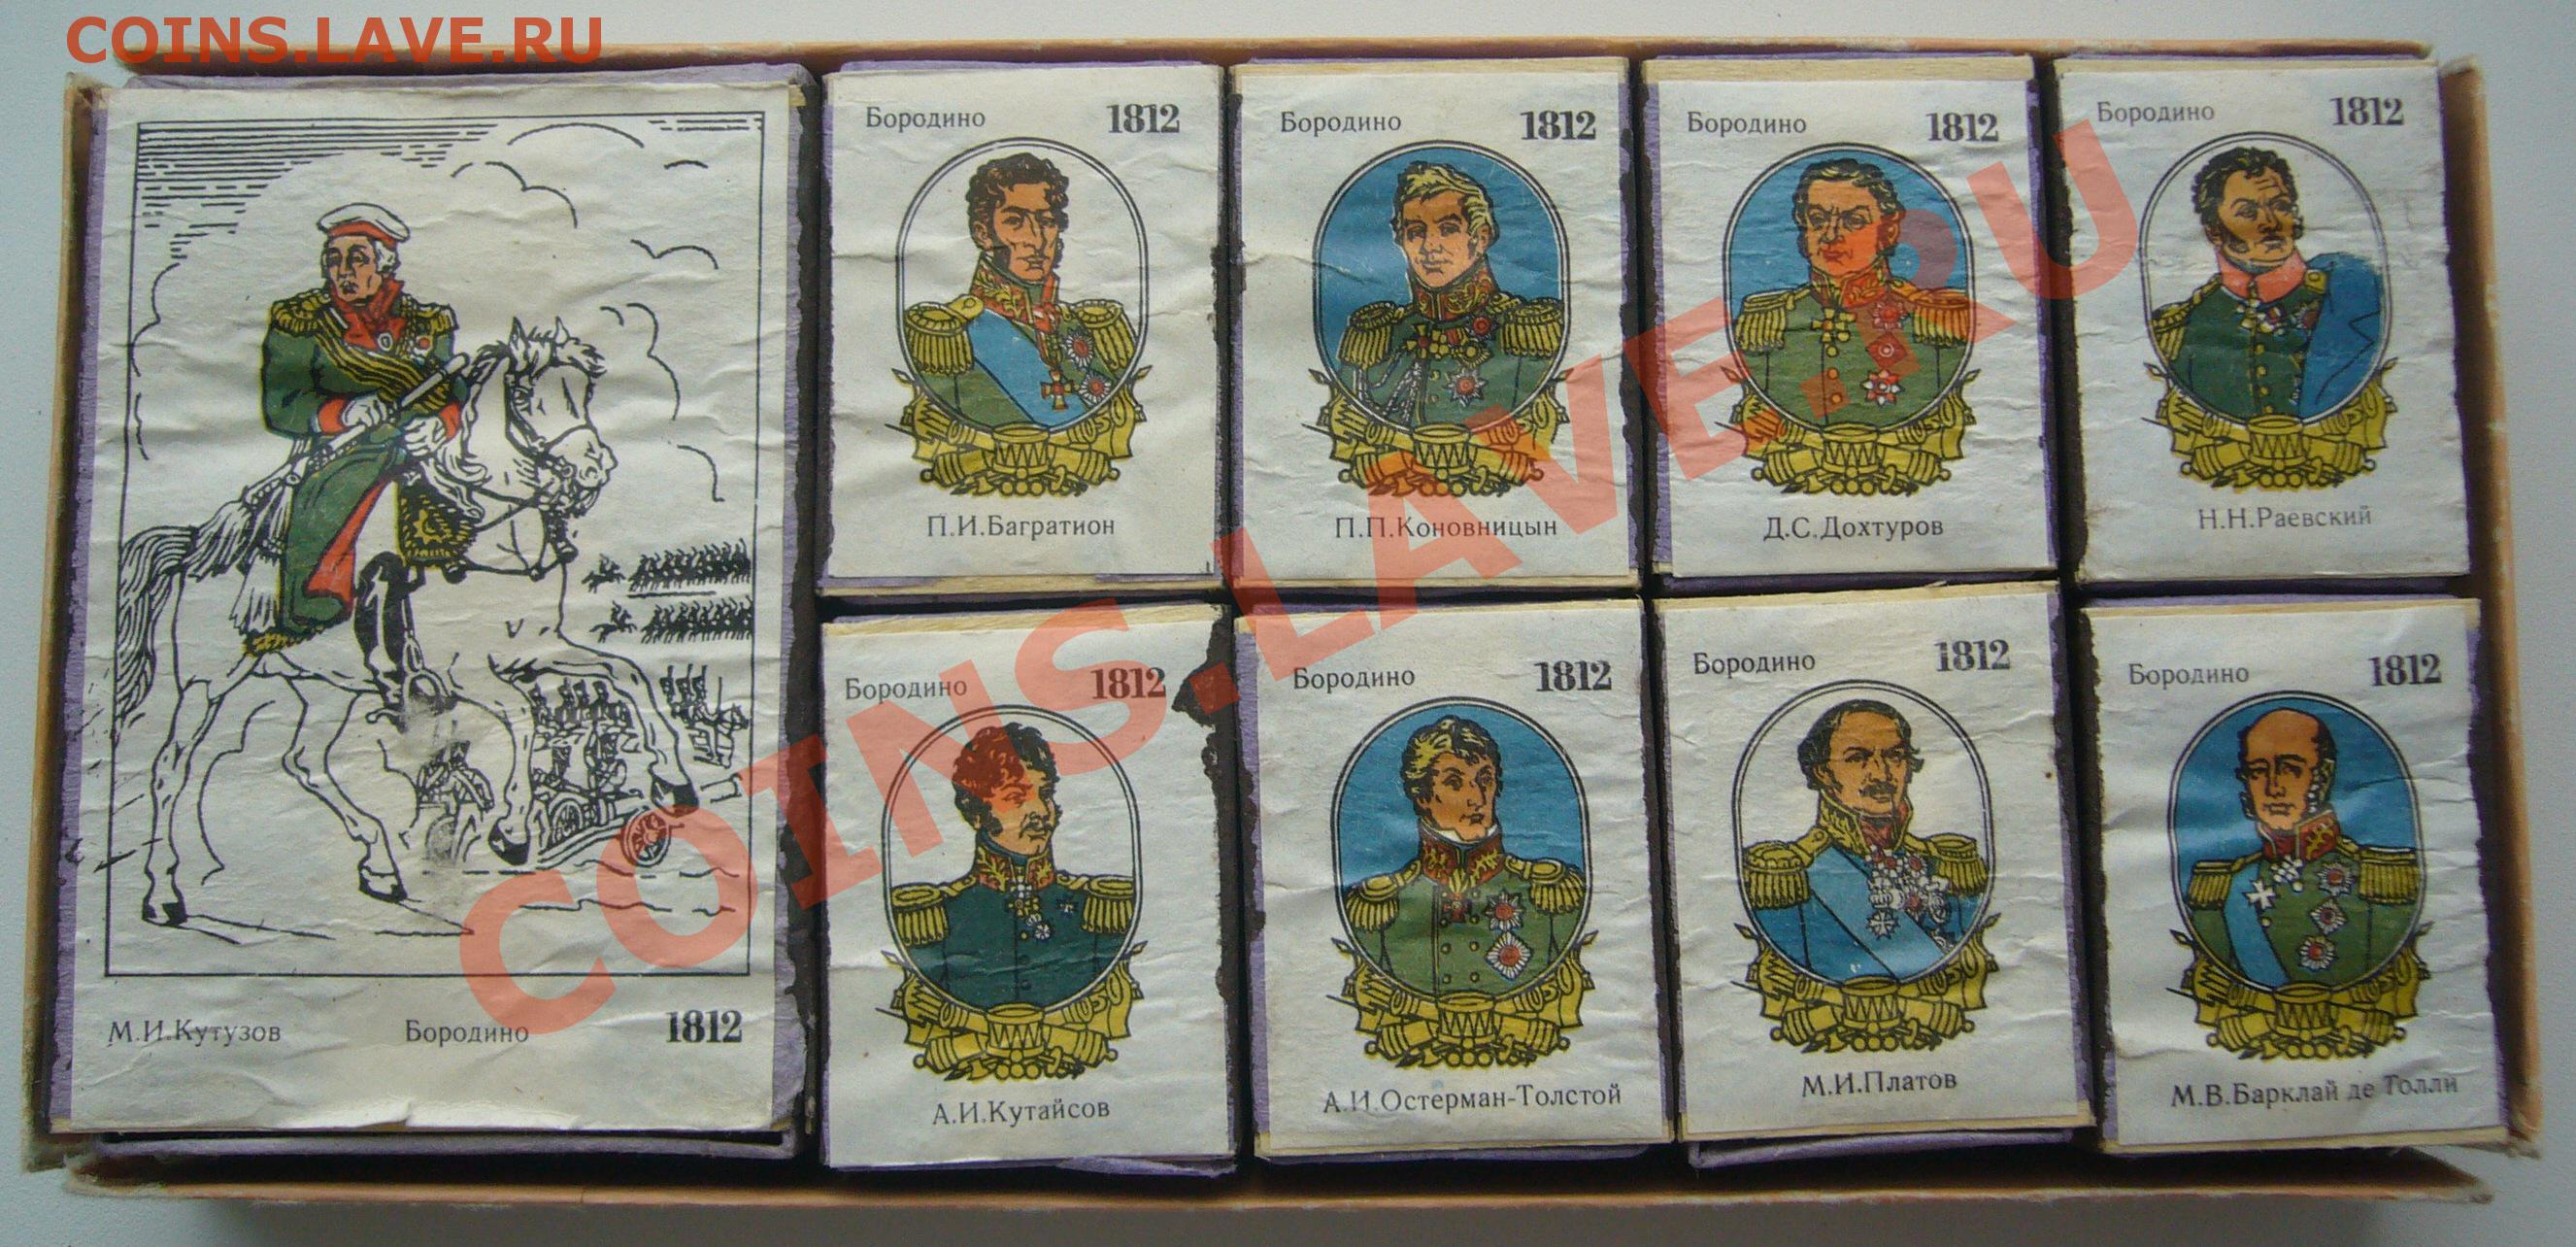 COINS.LAVE.RU
М.И.Кутузов Бородино 1812
Бородино 1812
П.И.Багратион
Бородино 1812
П.П.Коновницын
Бородино 1812
Д.С.Дохтуров
Бородино 1812
Н.Н.Раевский
Бородино 1812
А.И.Кутайсов
Бородино 1812
А.И.Остерман-Толстой
Бородино 1812
М.И.Платов
Бородино 1812
М.В.Барклай де Толли
COINS.LAVE.RU